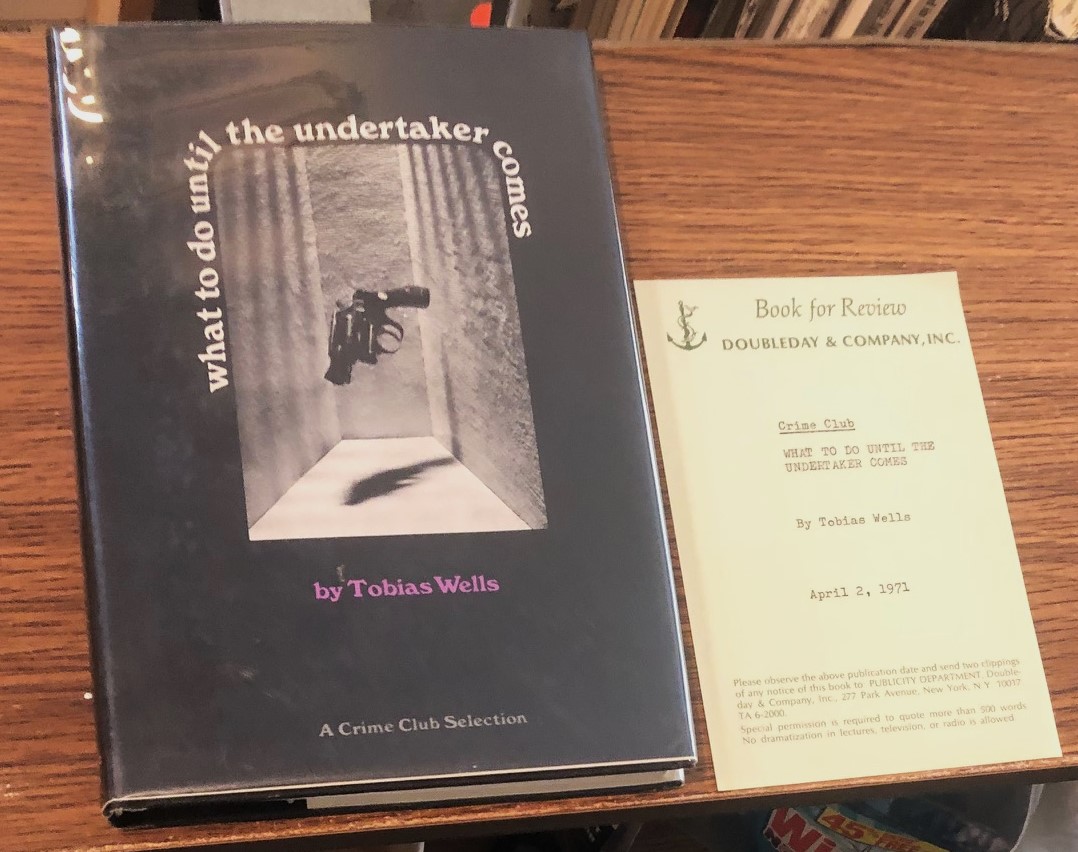 what to do until the undertaker comes
by Tobias Wells
A Crime Club Selection
Book for Review
DOUBLEDAY & COMPANY, INC.
Crime Club
WHAT TO DO UNTIL THE
UNDERTAKER COMES
By Tobias Wells
April 2, 1971
Please observe the above publication date and send two clippings
of any notice of this book to: PUBLICITY DEPARTMENT, Double-
day & Company, Inc., 277 Park Avenue, New York, N.Y. 10017
TA 6-2000.
Special permission is required to quote more than 500 words
No dramatization in lectures, television, or radio is allowed
45¢ FREE
Wi